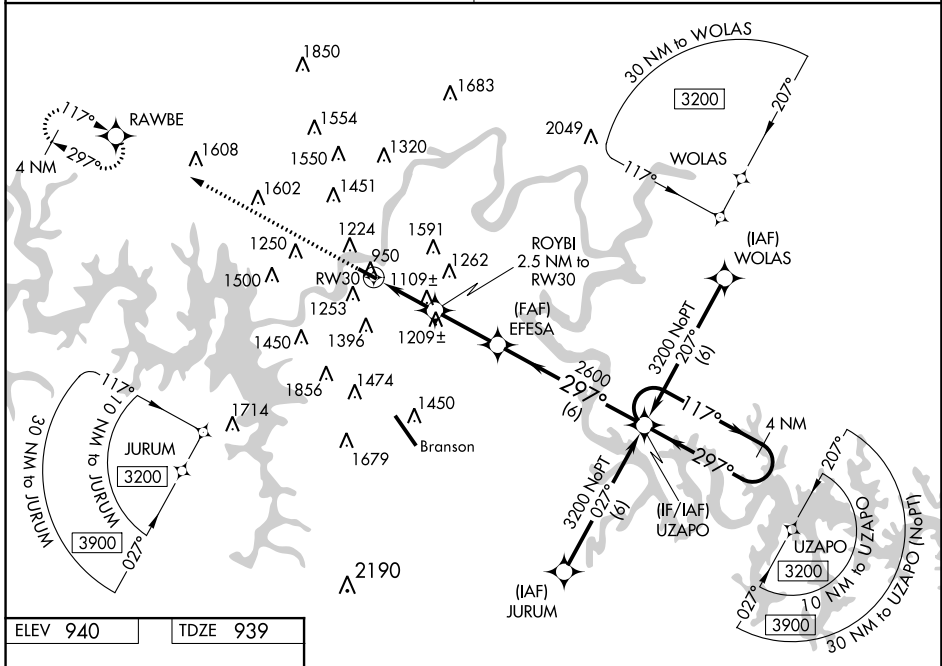 1850
1683
30 NM to WOLAS
3200
207°
2049
WOLAS
117°
117°
RAWBE
297°
4 NM
1554
1550
1320
1608
1602
1451
1224
1591
1250
950
1262
1500
RW30
1109±
ROYBI
2.5 NM to
RW30
(IAF)
WOLAS
1253
1209±
(FAF)
EFESA
1450
1396
3200 NoPT
207°
(6)
2600
297°
(6)
1856
1474
117°
4 NM
1714
1450
Branson
1679
297°
117°
JURUM
3200
10 NM to JURUM
30 NM to JURUM
3900
027°
3200 NoPT
027°
(6)
(IF/IAF)
UZAPO
207°
UZAPO
3200
10 NM to UZAPO
027°
3900
30 NM to UZAPO (NoPT)
2190
(IAF)
JURUM
ELEV 940
TDZE 939